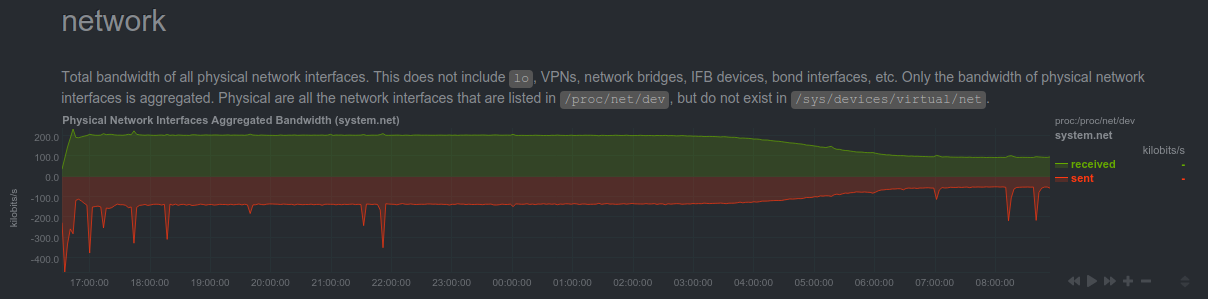 network
Total bandwidth of all physical network interfaces. This does not include lo, VPNs, network bridges, IFB devices, bond interfaces, etc. Only the bandwidth of physical network
interfaces is aggregated. Physical are all the network interfaces that are listed in /proc/net/dev, but do not exist in /sys/devices/virtual/net.
Physical Network Interfaces Aggregated Bandwidth (system.net)
proc:/proc/net/dev
system.net
kilobits/s
received -
sent -
kilobits/s
200.0
100.0
0.0
-100.0
-200.0
-300.0
-400.0
17:00:00 18:00:00 19:00:00 20:00:00 21:00:00 22:00:00 23:00:00 00:00:00 01:00:00 02:00:00 03:00:00 04:00:00 05:00:00 06:00:00 07:00:00 08:00:00